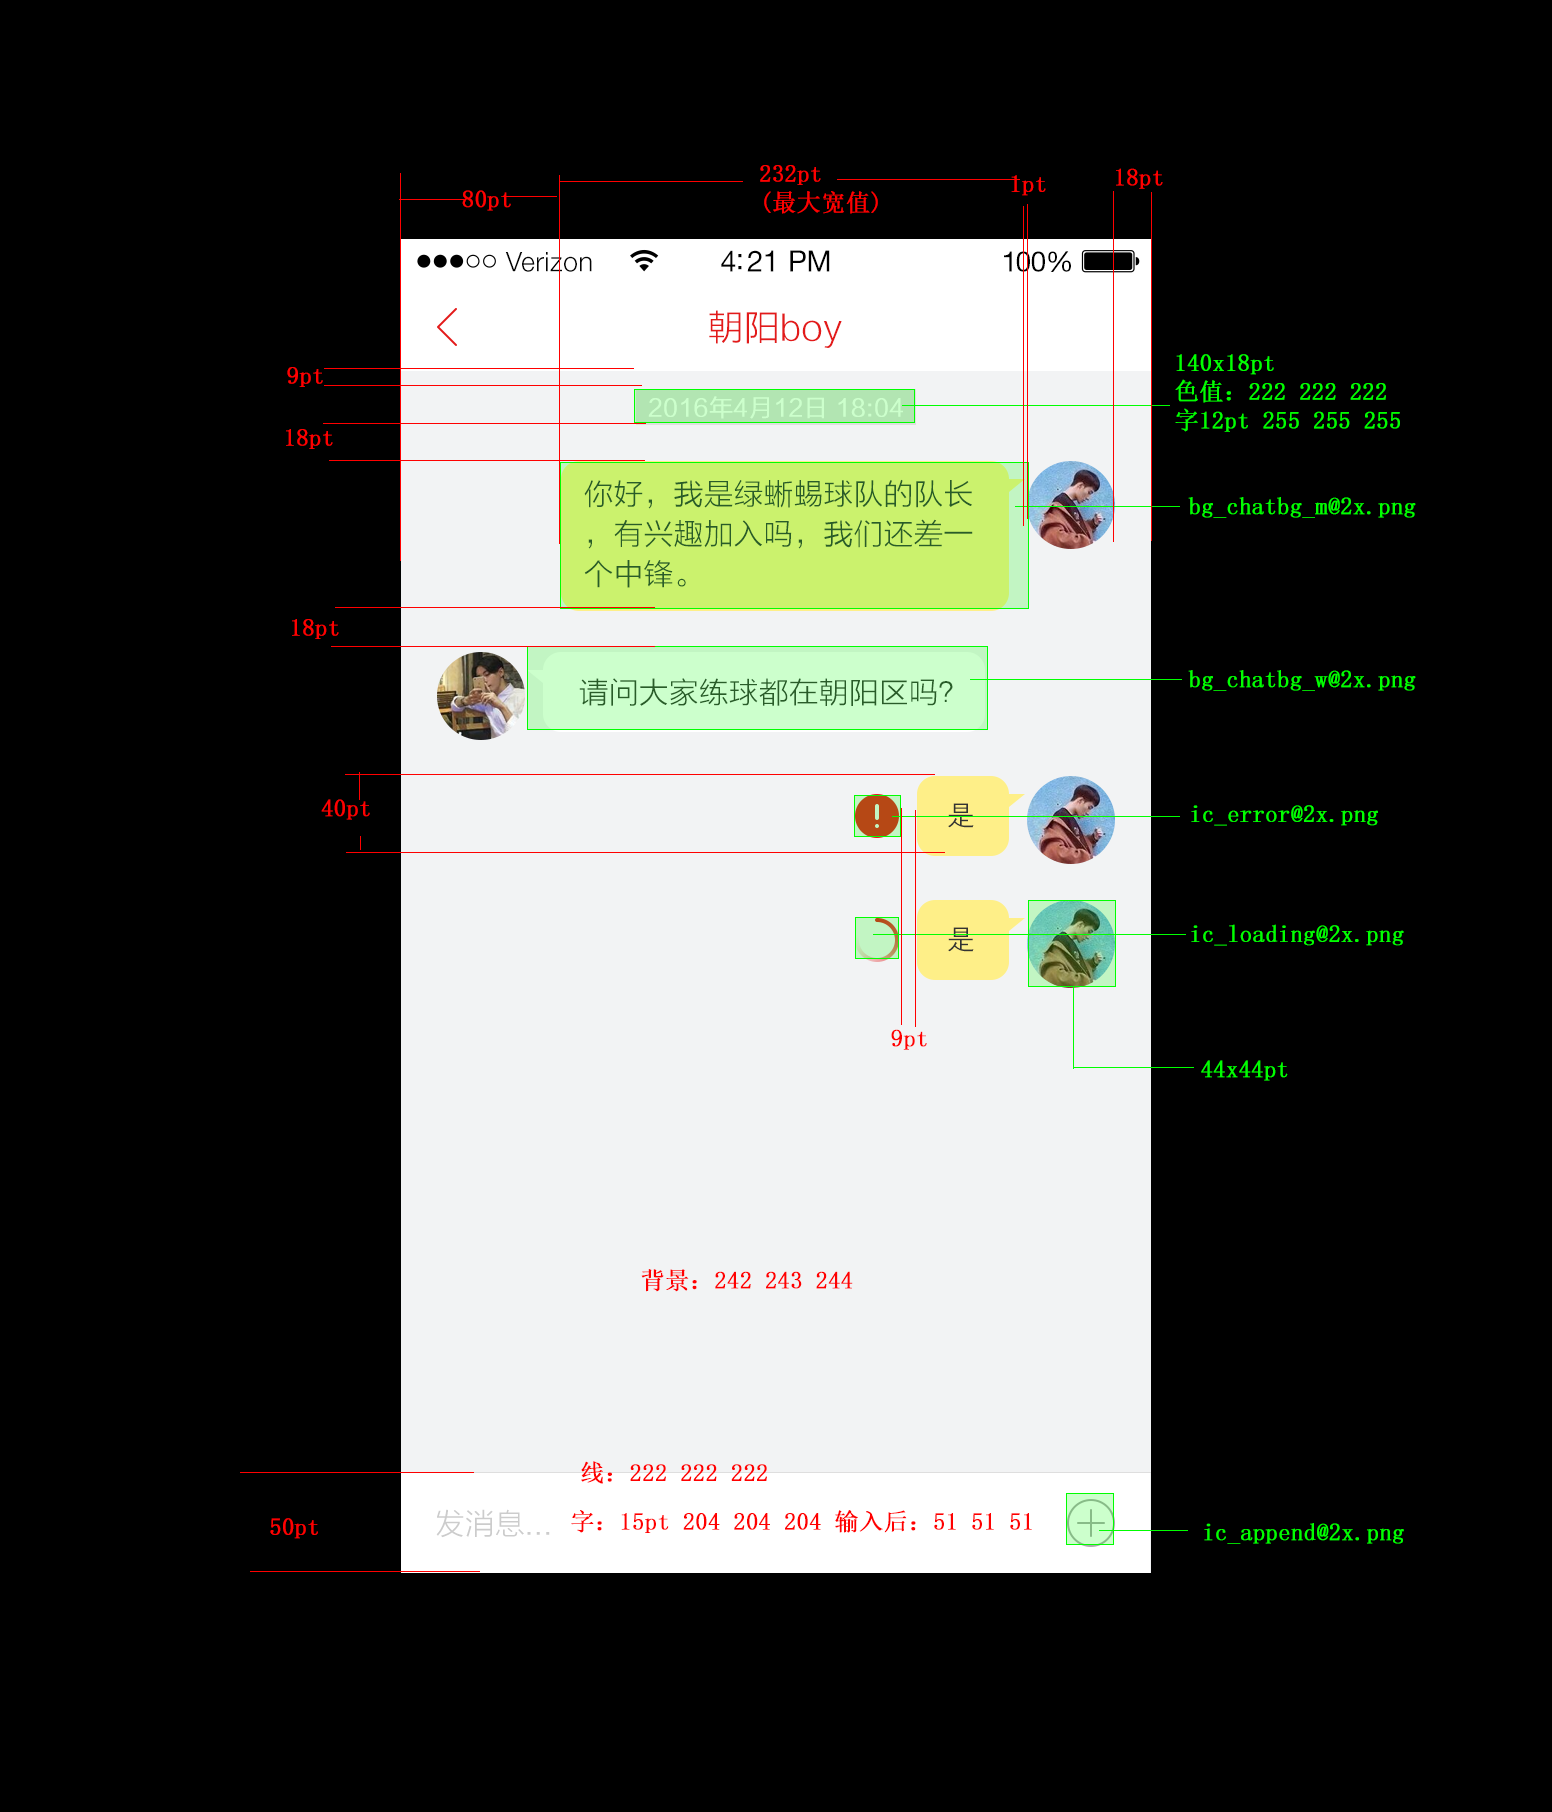 232pt
(最大宽值)
80pt
1pt
18pt
Verizon
4:21 PM
100%
朝阳boy
9pt
2016年4月12日 18:04
140x18pt
色值：222 222 222
字12pt 255 255 255
18pt
你好，我是绿蜥蜴球队的队长
，有兴趣加入吗，我们还差一
个中锋。
bg_chatbg_m@2x.png
18pt
请问大家练球都在朝阳区吗?
bg_chatbg_w@2x.png
40pt
!
是
ic_error@2x.png
是
ic_loading@2x.png
9pt
44x44pt
背景：242 243 244
线：222 222 222
50pt
发消息...
字：15pt 204 204 204 输入后：51 51 51
ic_append@2x.png